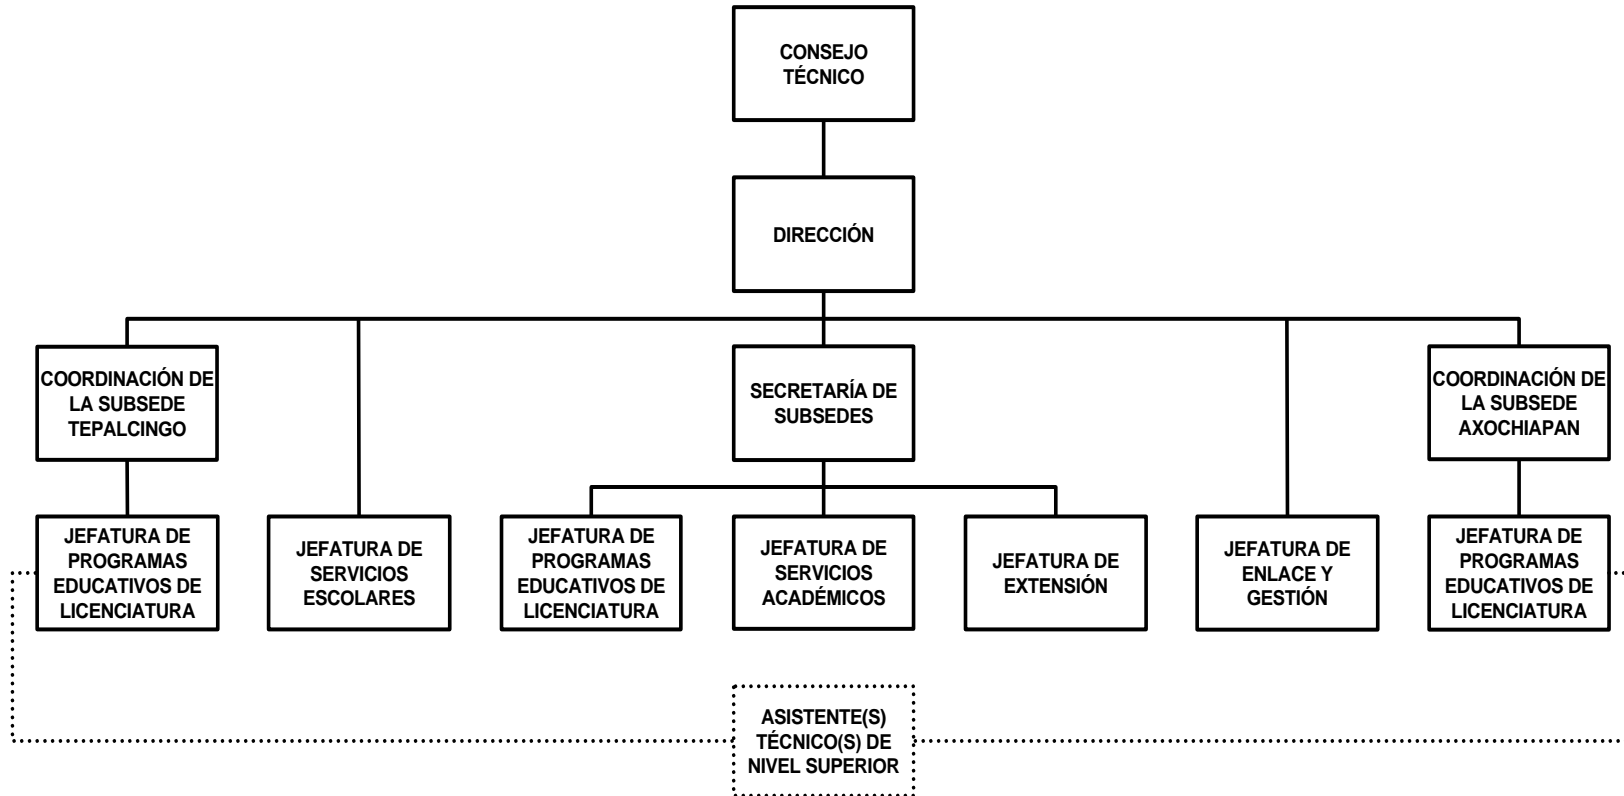 CONSEJO
TÉCNICO
DIRECCIÓN
COORDINACIÓN DE
LA SUBSEDE
TEPALCINGO
SECRETARÍA DE
SUBSEDES
COORDINACIÓN DE
LA SUBSEDE
AXOCHIAPAN
JEFATURA DE
PROGRAMAS
EDUCATIVOS DE
LICENCIATURA
JEFATURA DE
SERVICIOS
ESCOLARES
JEFATURA DE
PROGRAMAS
EDUCATIVOS DE
LICENCIATURA
JEFATURA DE
SERVICIOS
ACADÉMICOS
JEFATURA DE
EXTENSIÓN
JEFATURA DE
ENLACE Y
GESTIÓN
JEFATURA DE
PROGRAMAS
EDUCATIVOS DE
LICENCIATURA
ASISTENTE(S)
TÉCNICO(S) DE
NIVEL SUPERIOR